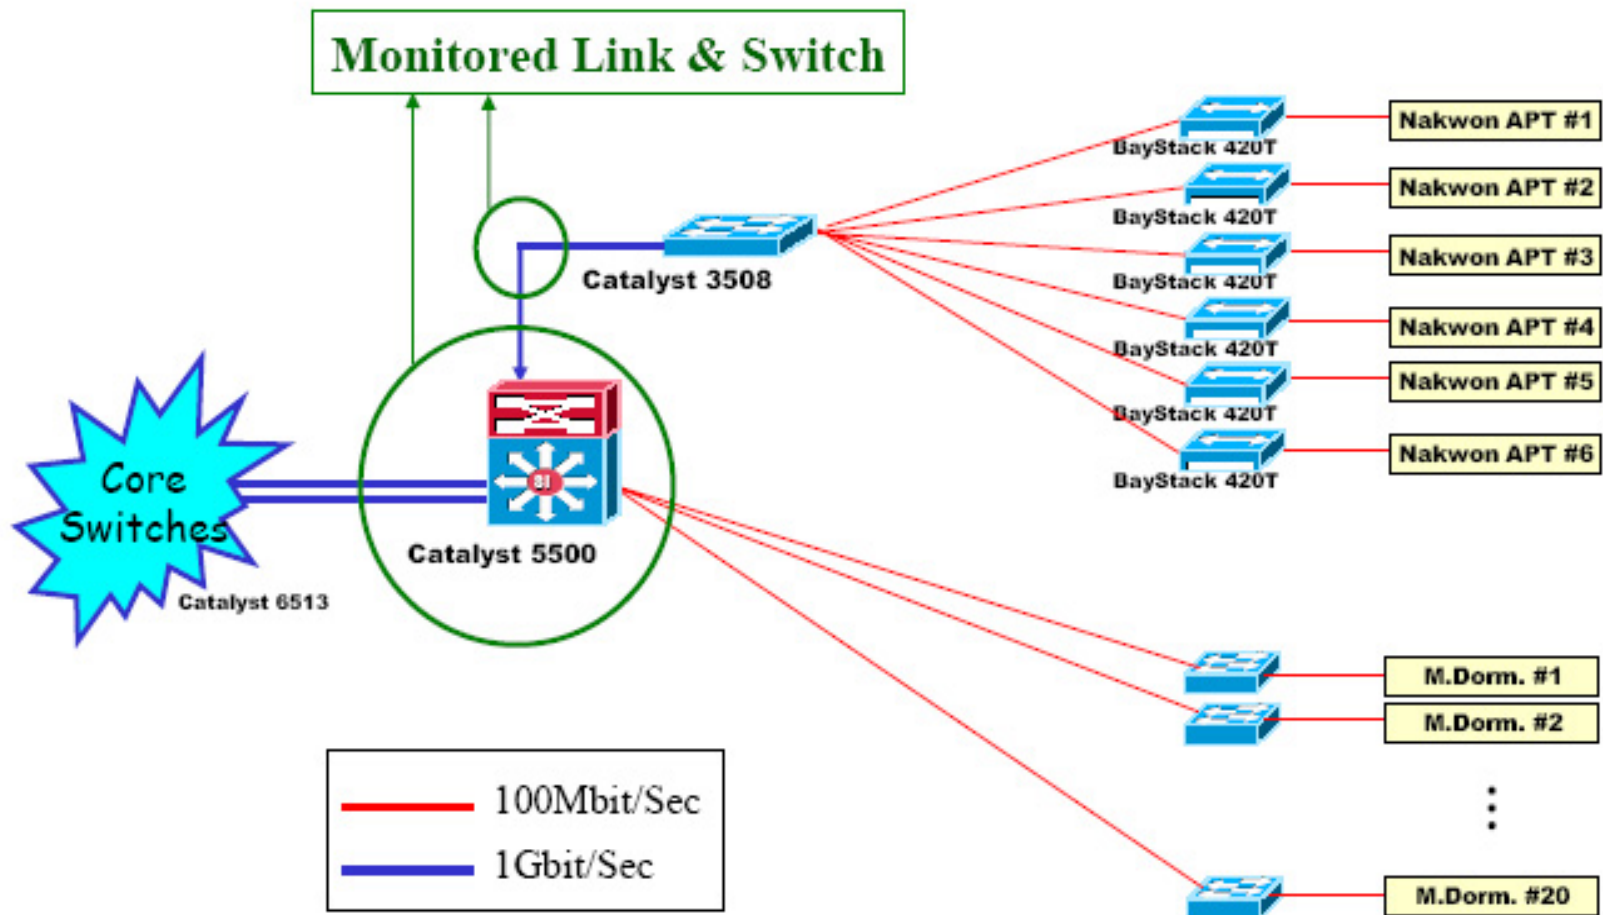 Monitored Link & Switch
Nakwon APT #1
BayStack 420T
Nakwon APT #2
BayStack 420T
Nakwon APT #3
BayStack 420T
Catalyst 3508
Nakwon APT #4
BayStack 420T
Nakwon APT #5
BayStack 420T
Nakwon APT #6
BayStack 420T
Core
Switches
SI
Catalyst 5500
Catalyst 6513
M.Dorm. #1
M.Dorm. #2
100Mbit/Sec
1Gbit/Sec
M.Dorm. #20